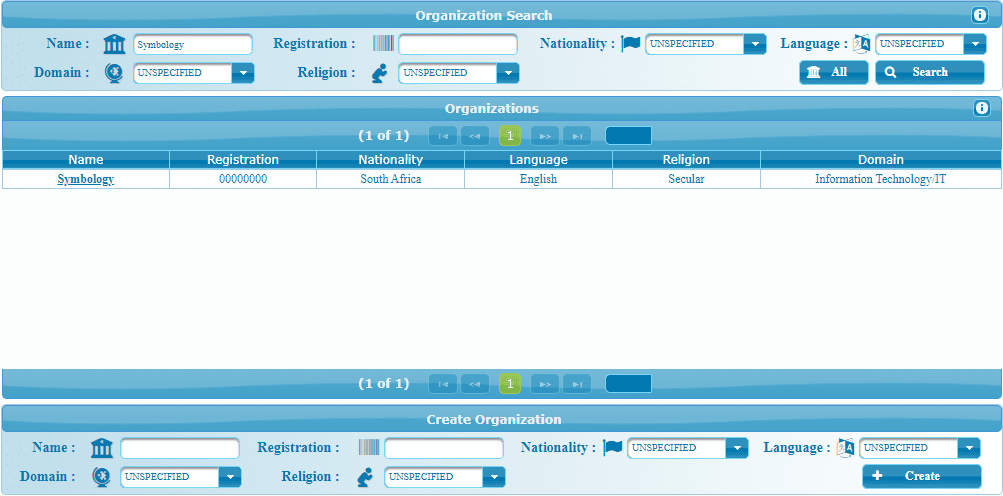 Organization Search
Name : Symbology Registration : Nationality : UNSPECIFIED Language : UNSPECIFIED
Domain : UNSPECIFIED Religion : UNSPECIFIED All Search
Organizations
(1 of 1) 1
Name Registration Nationality Language Religion Domain
Symbology 00000000 South Africa English Secular Information Technology/IT
(1 of 1) 1
Create Organization
Name : Registration : Nationality : UNSPECIFIED Language : UNSPECIFIED
Domain : UNSPECIFIED Religion : UNSPECIFIED Create